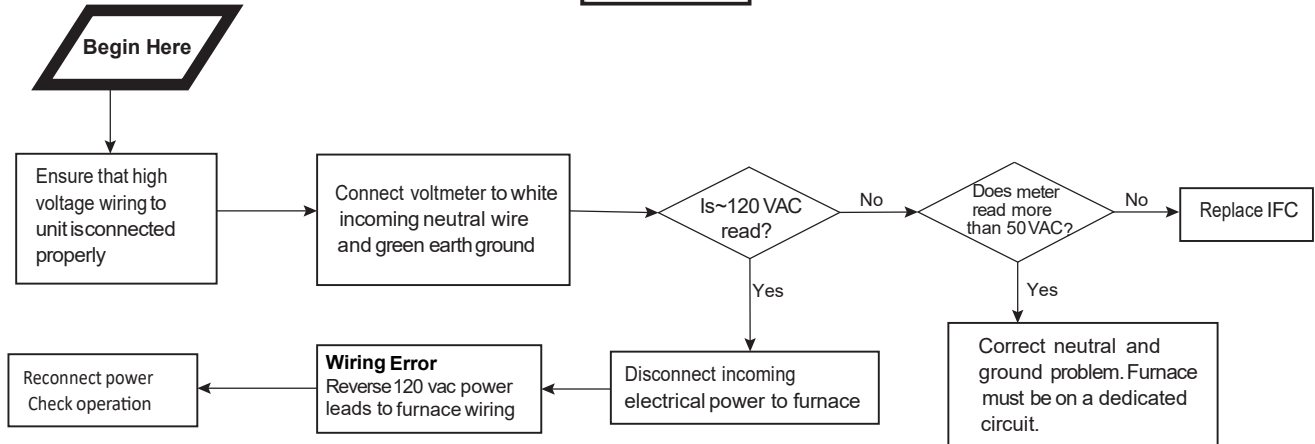 Begin Here
Ensure that high
voltage wiring to
unit is connected
properly
Connect voltmeter to white
incoming neutral wire
and green earth ground
Is ~120 VAC
read?
No
Does meter
read more
than 50 VAC?
No
Replace IFC
Yes
Yes
Disconnect incoming
electrical power to furnace
Wiring Error
Reverse 120 vac power
leads to furnace wiring
Reconnect power
Check operation
Correct neutral and
ground problem. Furnace
must be on a dedicated
circuit.